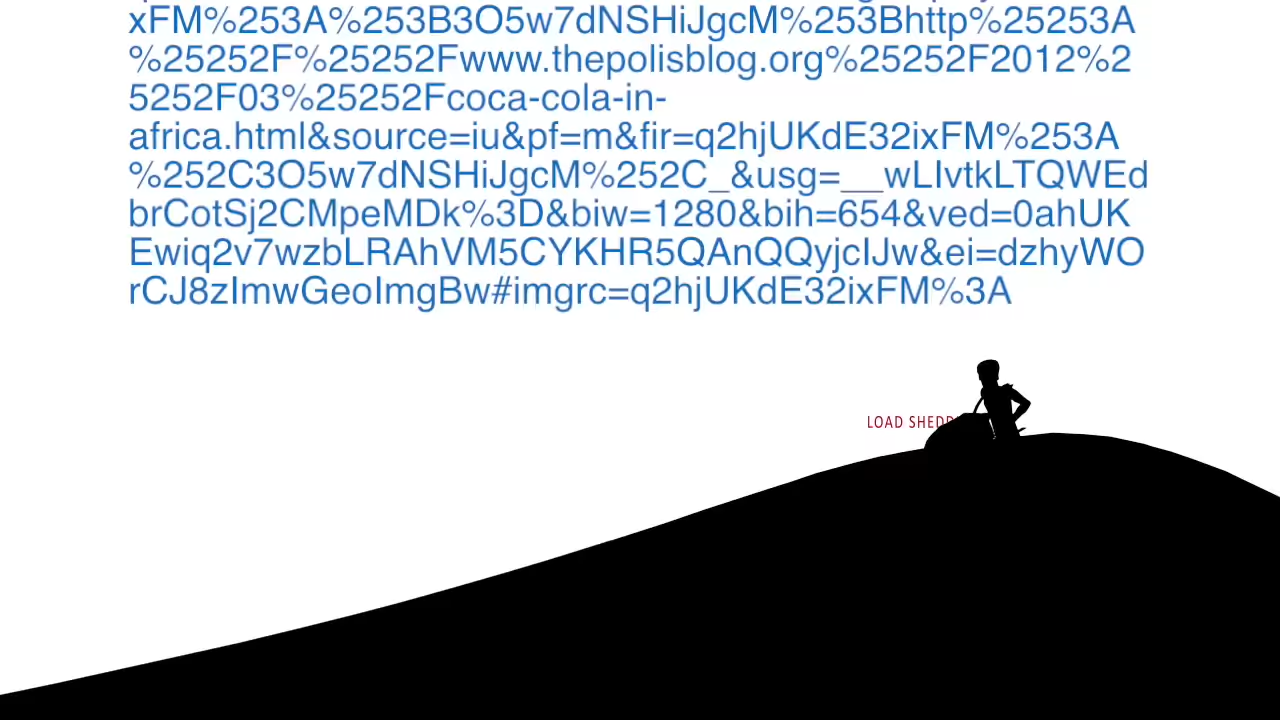 xFM%253A%253B3O5w7dNSHiJgcM%253Bhttp%25253A
%25252F%25252Fwww.thepolisblog.org%25252F2012%2
5252F03%25252Fcoca-cola-in-
africa.html&source=iu&pf=m&fir=q2hjUKdE32ixFM%253A
%252C3O5w7dNSHiJgcM%252C_&usg=__wLIvtkLTQWEd
brCotSj2CMpeMDk%3D&biw=1280&bih=654&ved=0ahUK
Ewiq2v7wzbLRAhVM5CYKHR5QAnQQyjcIJw&ei=dzhyWO
rCJ8zImwGeoImgBw#imgrc=q2hjUKdE32ixFM%3A
LOAD SHEDD